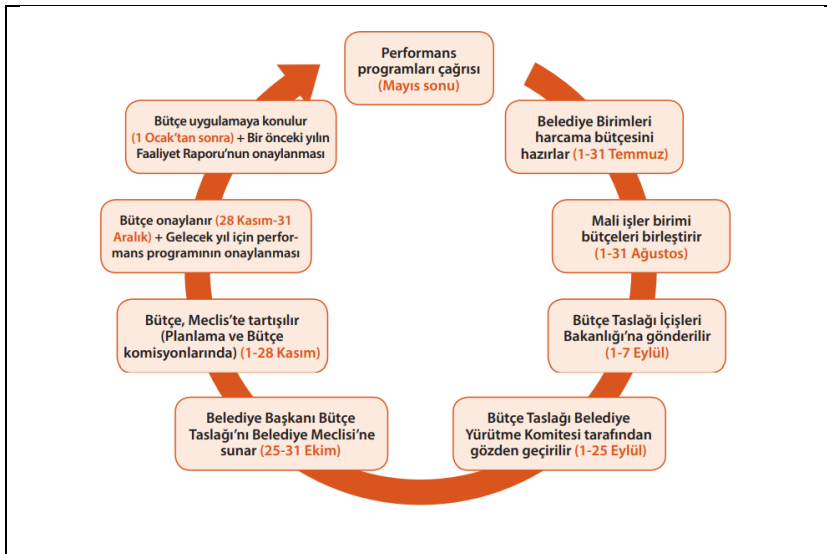 Performans
programları çağrısı
(Mayıs sonu)
Belediye Birimleri
harcama bütçesini
hazırlar (1-31 Temmuz)
Mali işler birimi
bütçeleri birleştirir
(1-31 Ağustos)
Bütçe Taslağı İçişleri
Bakanlığı’na gönderilir
(1-7 Eylül)
Bütçe Taslağı Belediye
Yürütme Komitesi tarafından
gözden geçirilir (1-25 Eylül)
Belediye Başkanı Bütçe
Taslağı’nı Belediye Meclisi’ne
sunar (25-31 Ekim)
Bütçe, Meclis’te tartışılır
(Planlama ve Bütçe
komisyonlarında) (1-28 Kasım)
Bütçe onaylanır (28 Kasım-31
Aralık) + Gelecek yıl için perfor-
mans programının onaylanması
Bütçe uygulamaya konulur
(1 Ocak’tan sonra) + Bir önceki yılın
Faaliyet Raporu’nun onaylanması